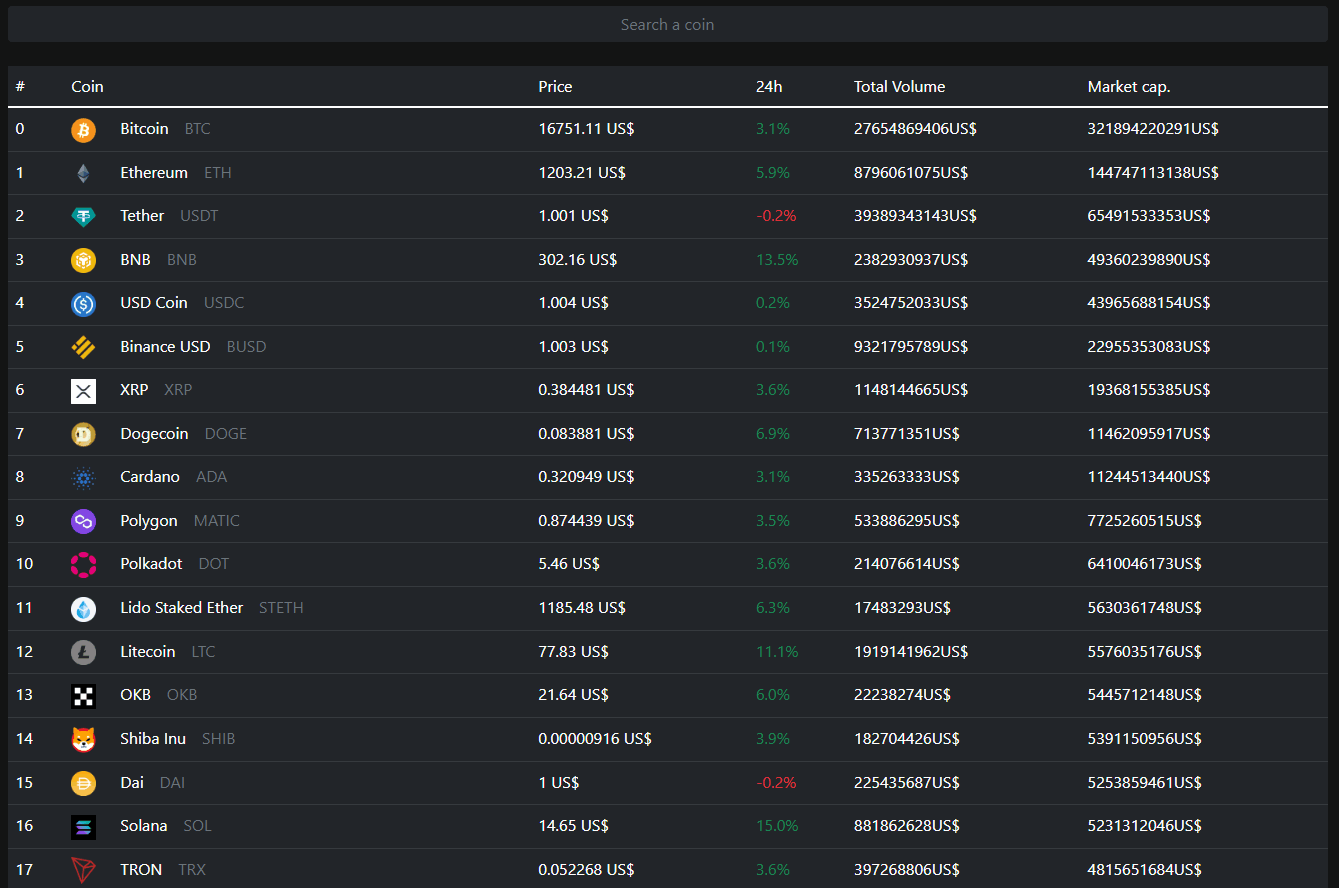 Search a coin
# Coin Price 24h Total Volume Market cap.
0 Bitcoin BTC 16751.11 US$ 3.1% 27654869406US$ 321894220291US$
1 Ethereum ETH 1203.21 US$ 5.9% 8796061075US$ 144747113138US$
2 Tether USDT 1.001 US$ -0.2% 39389343143US$ 65491533353US$
3 BNB BNB 302.16 US$ 13.5% 2382930937US$ 49360239890US$
4 USD Coin USDC 1.004 US$ 0.2% 3524752033US$ 43965688154US$
5 Binance USD BUSD 1.003 US$ 0.1% 9321795789US$ 22955353083US$
6 XRP XRP 0.384481 US$ 3.6% 1148144665US$ 19368155385US$
7 Dogecoin DOGE 0.083881 US$ 6.9% 713771351US$ 11462095917US$
8 Cardano ADA 0.320949 US$ 3.1% 335263333US$ 11244513440US$
9 Polygon MATIC 0.874439 US$ 3.5% 533886295US$ 7725260515US$
10 Polkadot DOT 5.46 US$ 3.6% 214076614US$ 6410046173US$
11 Lido Staked Ether STETH 1185.48 US$ 6.3% 17483293US$ 5630361748US$
12 Litecoin LTC 77.83 US$ 11.1% 1919141962US$ 5576035176US$
13 OKB OKB 21.64 US$ 6.0% 22238274US$ 5445712148US$
14 Shiba Inu SHIB 0.00000916 US$ 3.9% 182704426US$ 5391150956US$
15 Dai DAI 1 US$ -0.2% 225435687US$ 5253859461US$
16 Solana SOL 14.65 US$ 15.0% 881862628US$ 5231312046US$
17 TRON TRX 0.052268 US$ 3.6% 397268806US$ 4815651684US$